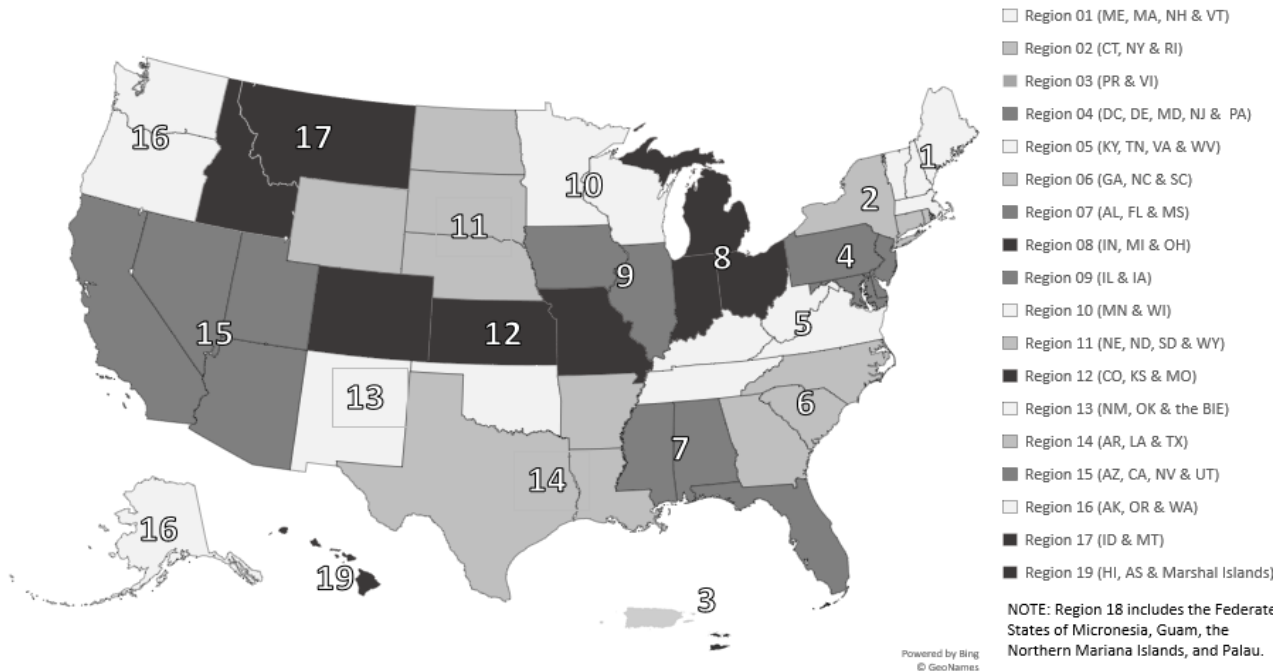 16
17
10
11
1
2
9
8
4
15
12
5
13
6
7
14
16
19
3
Powered by Bing
© GeoNames
Region 01 (ME, MA, NH & VT)
Region 02 (CT, NY & RI)
Region 03 (PR & VI)
Region 04 (DC, DE, MD, NJ & PA)
Region 05 (KY, TN, VA & WV)
Region 06 (GA, NC & SC)
Region 07 (AL, FL & MS)
Region 08 (IN, MI & OH)
Region 09 (IL & IA)
Region 10 (MN & WI)
Region 11 (NE, ND, SD & WY)
Region 12 (CO, KS & MO)
Region 13 (NM, OK & the BIE)
Region 14 (AR, LA & TX)
Region 15 (AZ, CA, NV & UT)
Region 16 (AK, OR & WA)
Region 17 (ID & MT)
Region 19 (HI, AS & Marshal Islands)
NOTE: Region 18 includes the Federate
States of Micronesia, Guam, the
Northern Mariana Islands, and Palau.